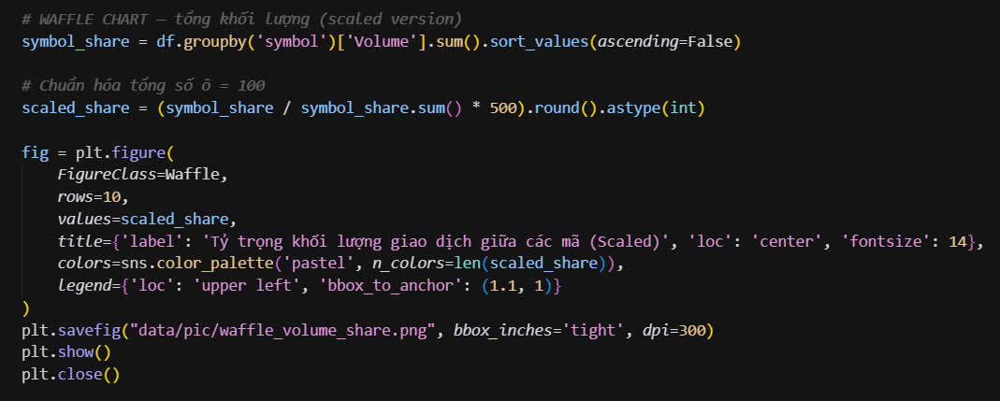 # WAFFLE CHART — tổng khối lượng (scaled version)
symbol_share = df.groupby('symbol')['Volume'].sum().sort_values(ascending=False)
# Chuẩn hóa tổng số ô = 100
scaled_share = (symbol_share / symbol_share.sum() * 500).round().astype(int)
fig = plt.figure(
    FigureClass=Waffle,
    rows=10,
    values=scaled_share,
    title={'label': 'Tỷ trọng khối lượng giao dịch giữa các mã (Scaled)', 'loc': 'center', 'fontsize': 14},
    colors=sns.color_palette('pastel', n_colors=len(scaled_share)),
    legend={'loc': 'upper left', 'bbox_to_anchor': (1.1, 1)}
)
plt.savefig("data/pic/waffle_volume_share.png", bbox_inches='tight', dpi=300)
plt.show()
plt.close()